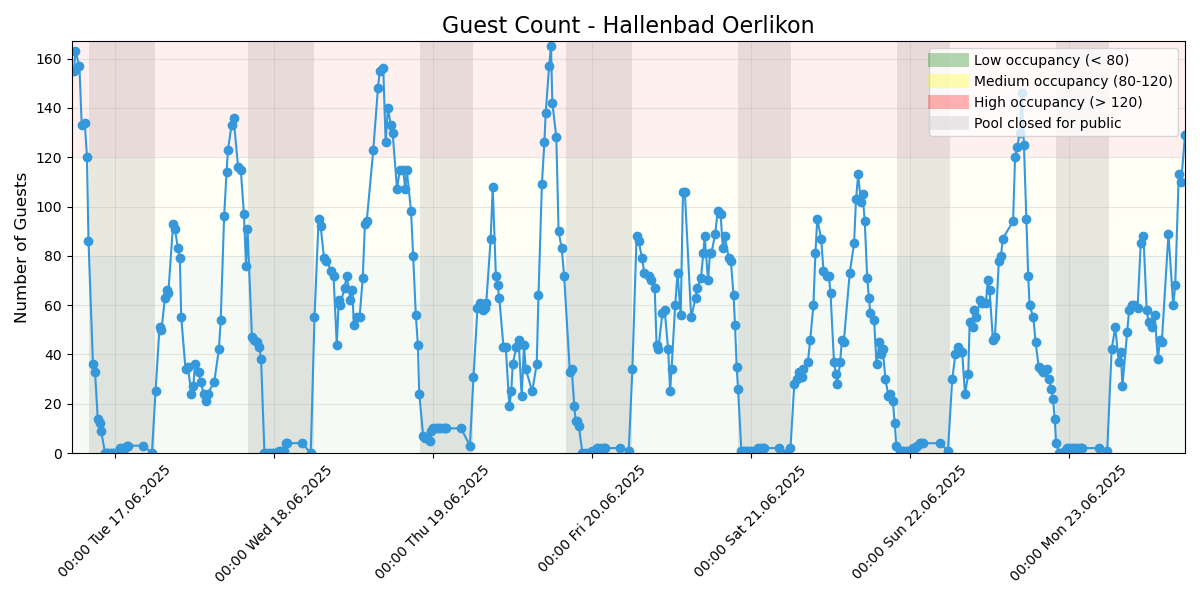 Guest Count - Hallenbad Oerlikon
Number of Guests
160
140
120
100
80
60
40
20
0
Low occupancy (< 80)
Medium occupancy (80-120)
High occupancy (> 120)
Pool closed for public
00:00 Tue 17.06.2025
00:00 Wed 18.06.2025
00:00 Thu 19.06.2025
00:00 Fri 20.06.2025
00:00 Sat 21.06.2025
00:00 Sun 22.06.2025
00:00 Mon 23.06.2025